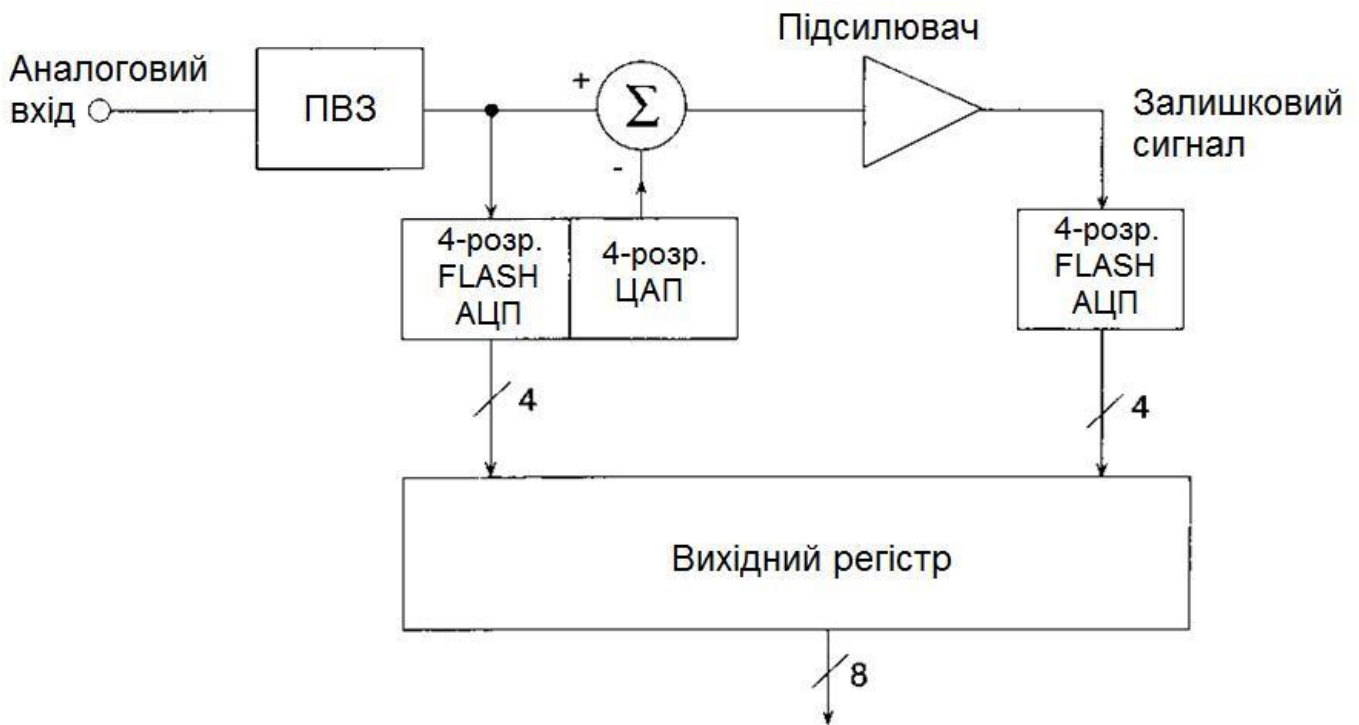 Підсилювач
Аналоговий
вхід
ПВЗ
+
Σ
-
Залишковий
сигнал
4-розр.
FLASH
АЦП
4-розр.
ЦАП
4-розр.
FLASH
АЦП
4
4
Вихідний регістр
8